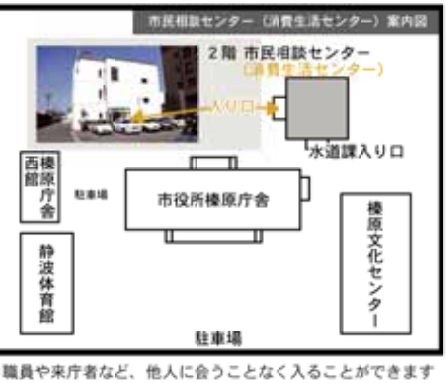 市民相談センター（消費生活センター）案内図
2階 市民相談センター
（消費生活センター）
入り口
水道課入り口
榛原庁舎
西館
駐車場
市役所榛原庁舎
静波体育館
榛原文化センター
駐車場
職員や来庁者など、他人に会うことなく入ることができます